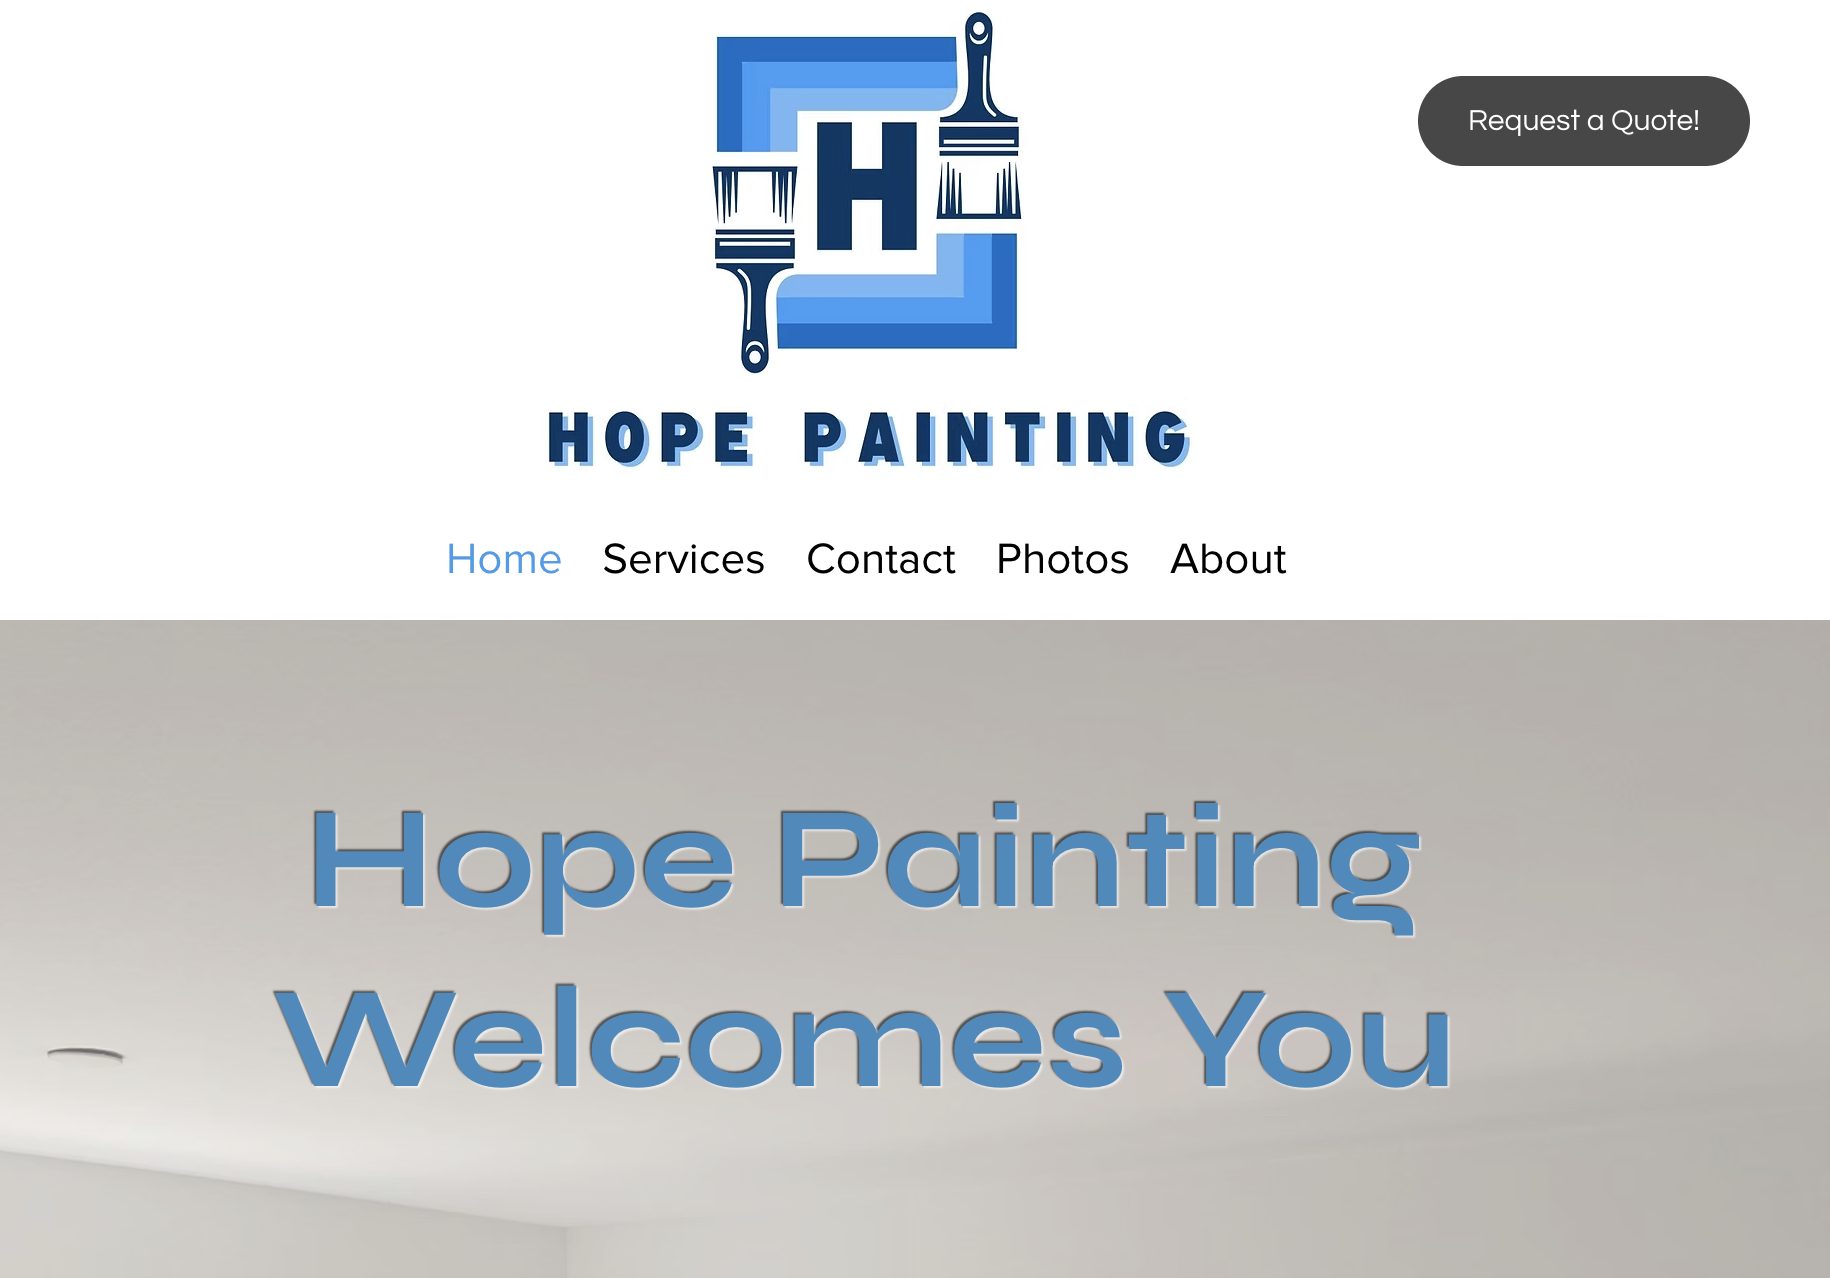 H
Request a Quote!
HOPE PAINTING
Home Services Contact Photos About
Hope Painting
Welcomes You